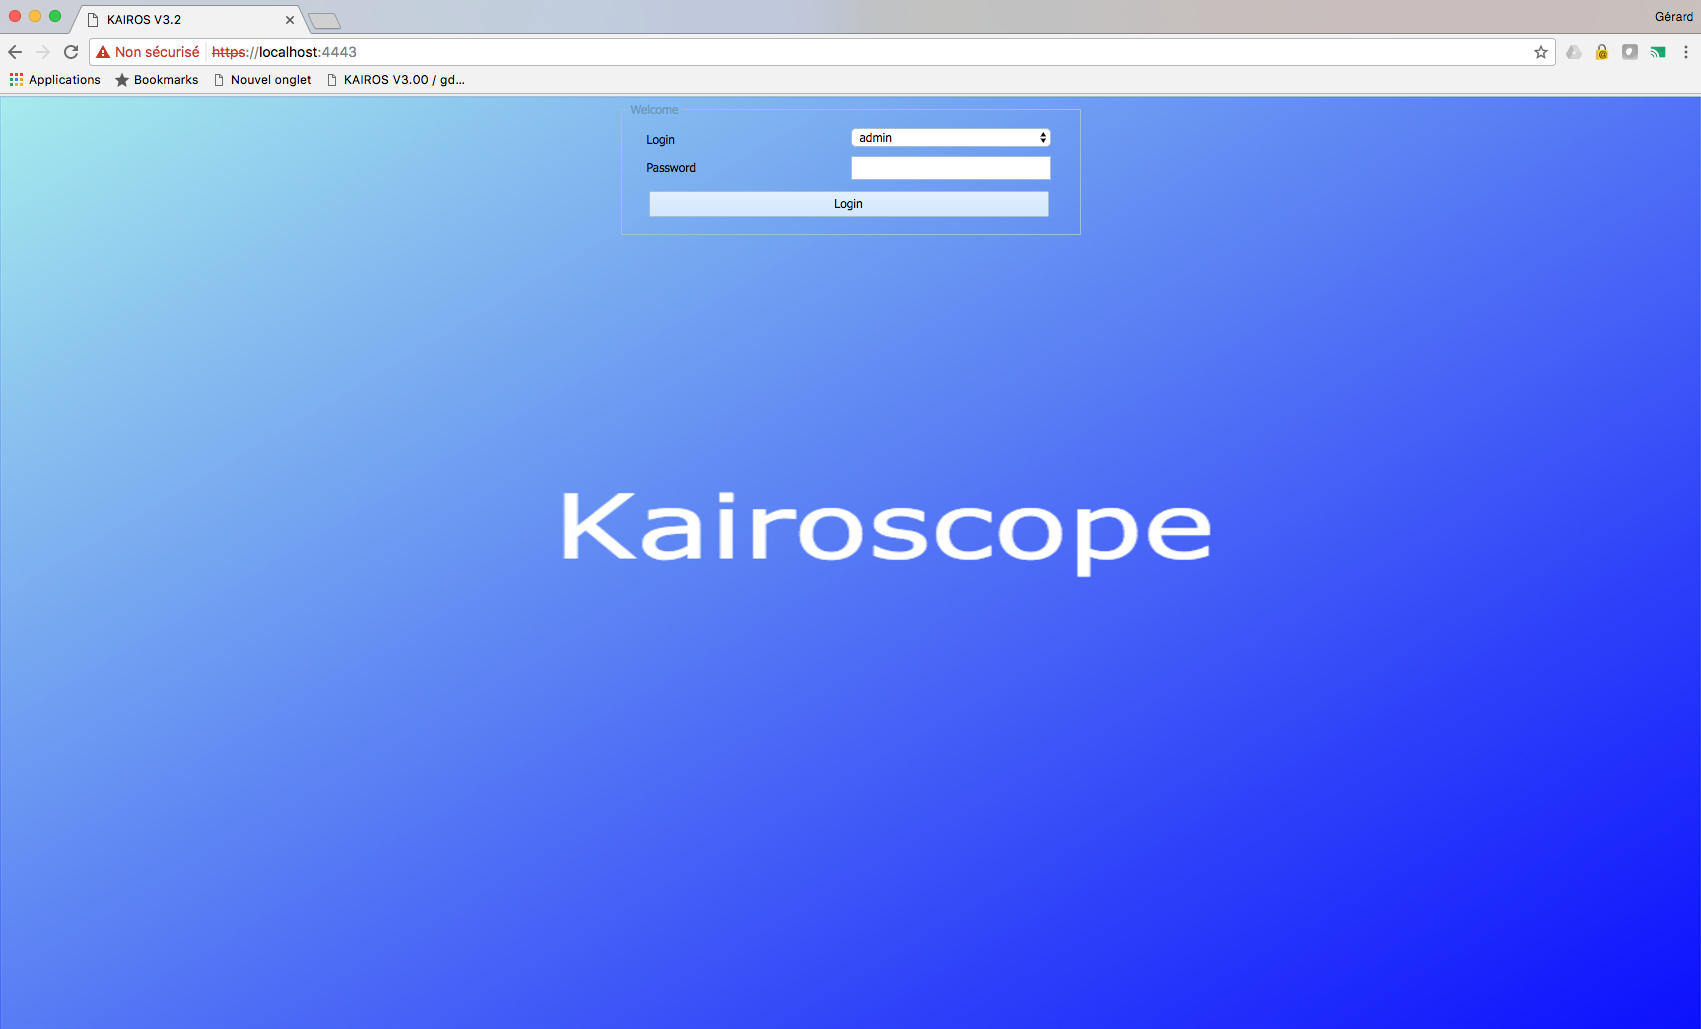 KAIROS V3.2
Gérard
Non sécurisé https://localhost:4443
Applications Bookmarks Nouvel onglet KAIROS V3.00 / gd...
Welcome
Login admin
Password
Login
Kairoscope